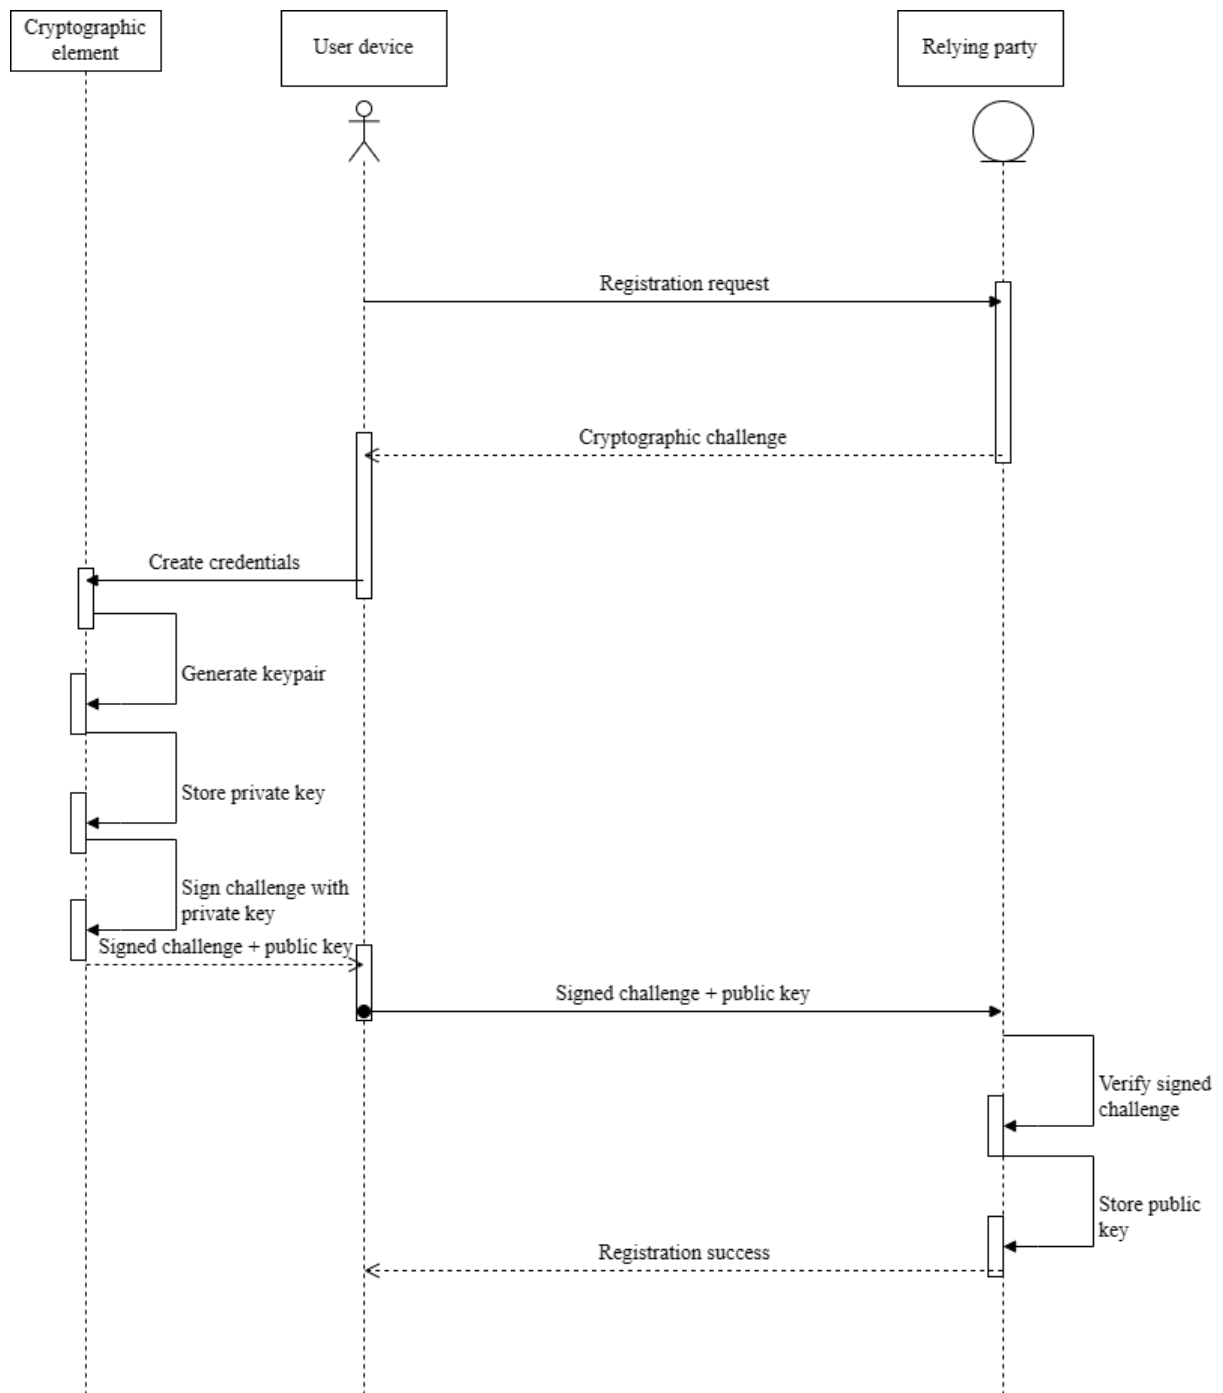 Cryptographic
element
User device
Relying party
Registration request
Cryptographic challenge
Create credentials
Generate keypair
Store private key
Sign challenge with
private key
Signed challenge + public key
Signed challenge + public key
Verify signed
challenge
Store public
key
Registration success